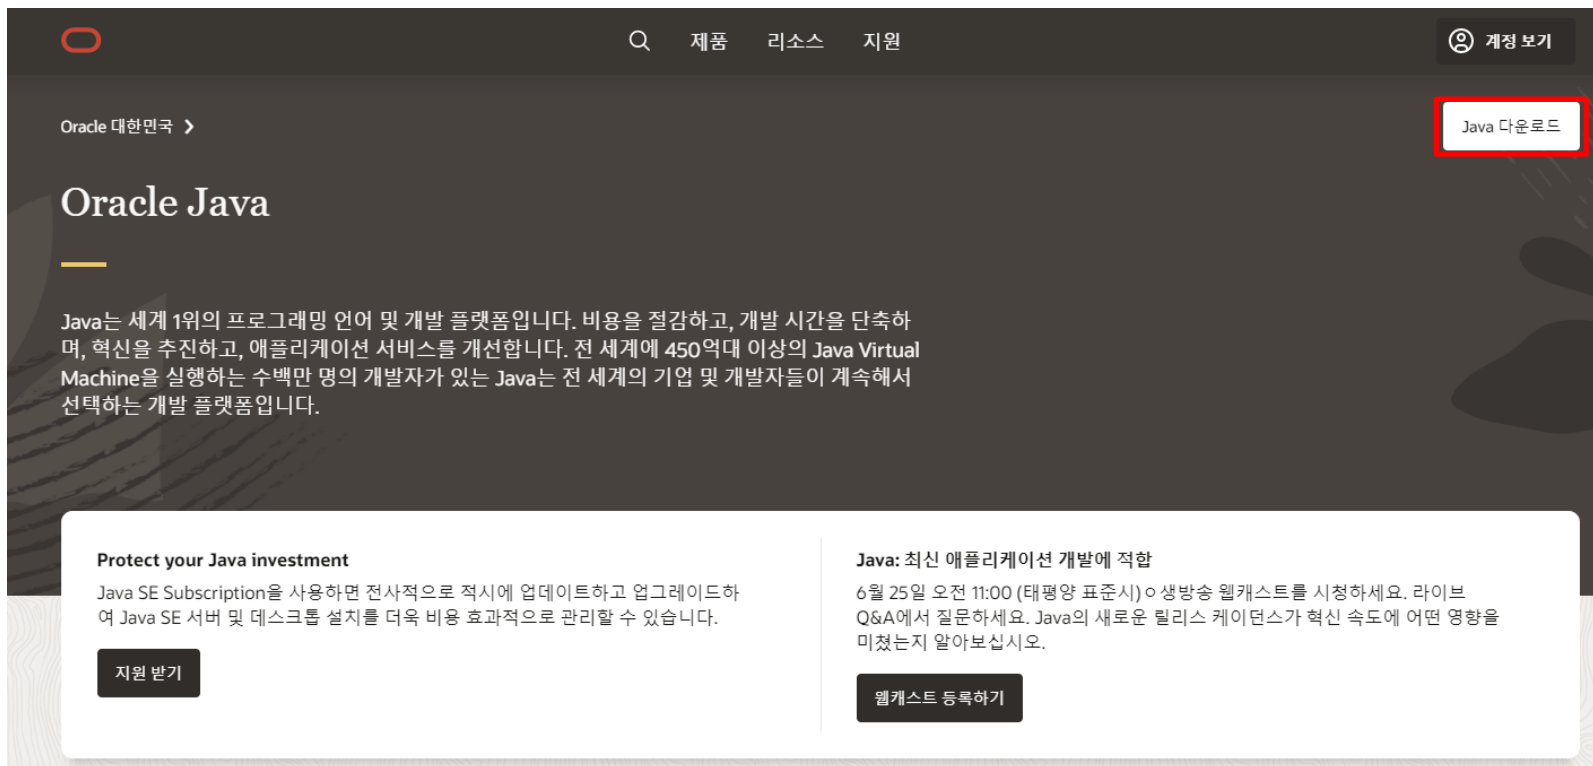 제품 리소스 지원 계정 보기
Oracle 대한민국
Java 다운로드
Oracle Java
Java는 세계 1위의 프로그래밍 언어 및 개발 플랫폼입니다. 비용을 절감하고, 개발 시간을 단축하
며, 혁신을 추진하고, 애플리케이션 서비스를 개선합니다. 전 세계에 450억대 이상의 Java Virtual
Machine을 실행하는 수백만 명의 개발자가 있는 Java는 전 세계의 기업 및 개발자들이 계속해서
선택하는 개발 플랫폼입니다.
Protect your Java investment
Java SE Subscription을 사용하면 전사적으로 적시에 업데이트하고 업그레이드하
여 Java SE 서버 및 데스크톱 설치를 더욱 비용 효과적으로 관리할 수 있습니다.
지원 받기
Java: 최신 애플리케이션 개발에 적합
6월 25일 오전 11:00 (태평양 표준시)ㅇ생방송 웹캐스트를 시청하세요. 라이브
Q&A에서 질문하세요. Java의 새로운 릴리스 케이던스가 혁신 속도에 어떤 영향을
미쳤는지 알아보십시오.
웹캐스트 등록하기